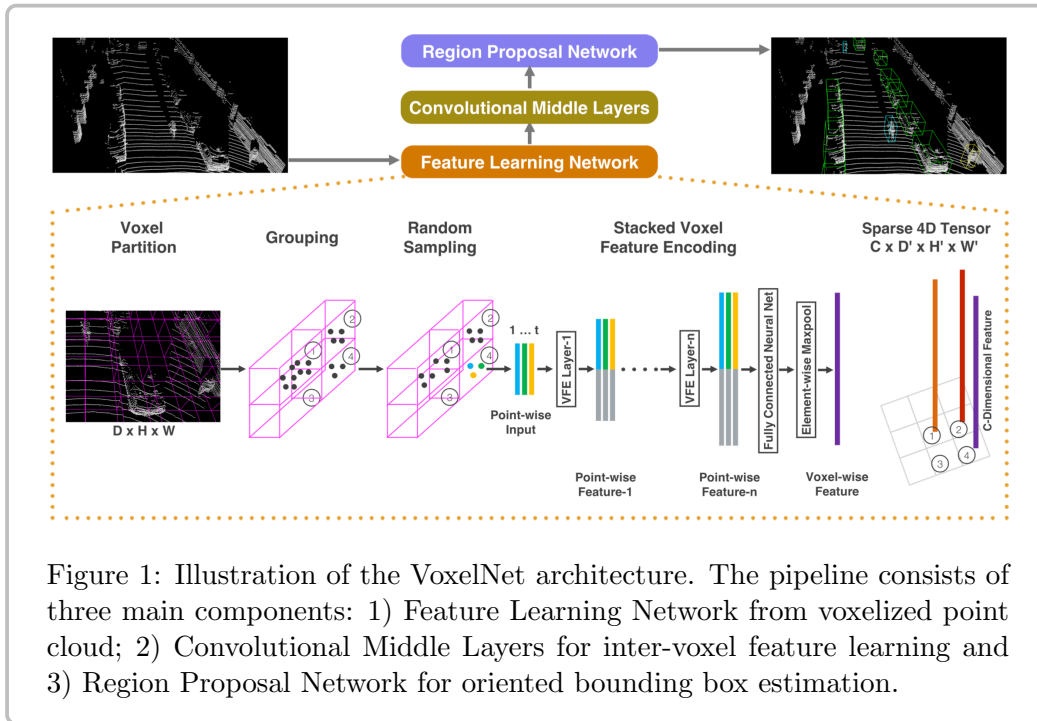 Region Proposal Network
Convolutional Middle Layers
Feature Learning Network
Voxel
Partition
Grouping
Random
Sampling
Stacked Voxel
Feature Encoding
Sparse 4D Tensor
C x D' x H' x W'
D x H x W
1
2
3
4
1
2
3
4
1 ... t
Point-wise
Input
VFE Layer-1
Point-wise
Feature-1
VFE Layer-n
Point-wise
Feature-n
Fully Connected Neural Net
Element-wise Maxpool
Voxel-wise
Feature
C-Dimensional Feature
1
2
3
4
Figure 1: Illustration of the VoxelNet architecture. The pipeline consists of
three main components: 1) Feature Learning Network from voxelized point
cloud; 2) Convolutional Middle Layers for inter-voxel feature learning and
3) Region Proposal Network for oriented bounding box estimation.